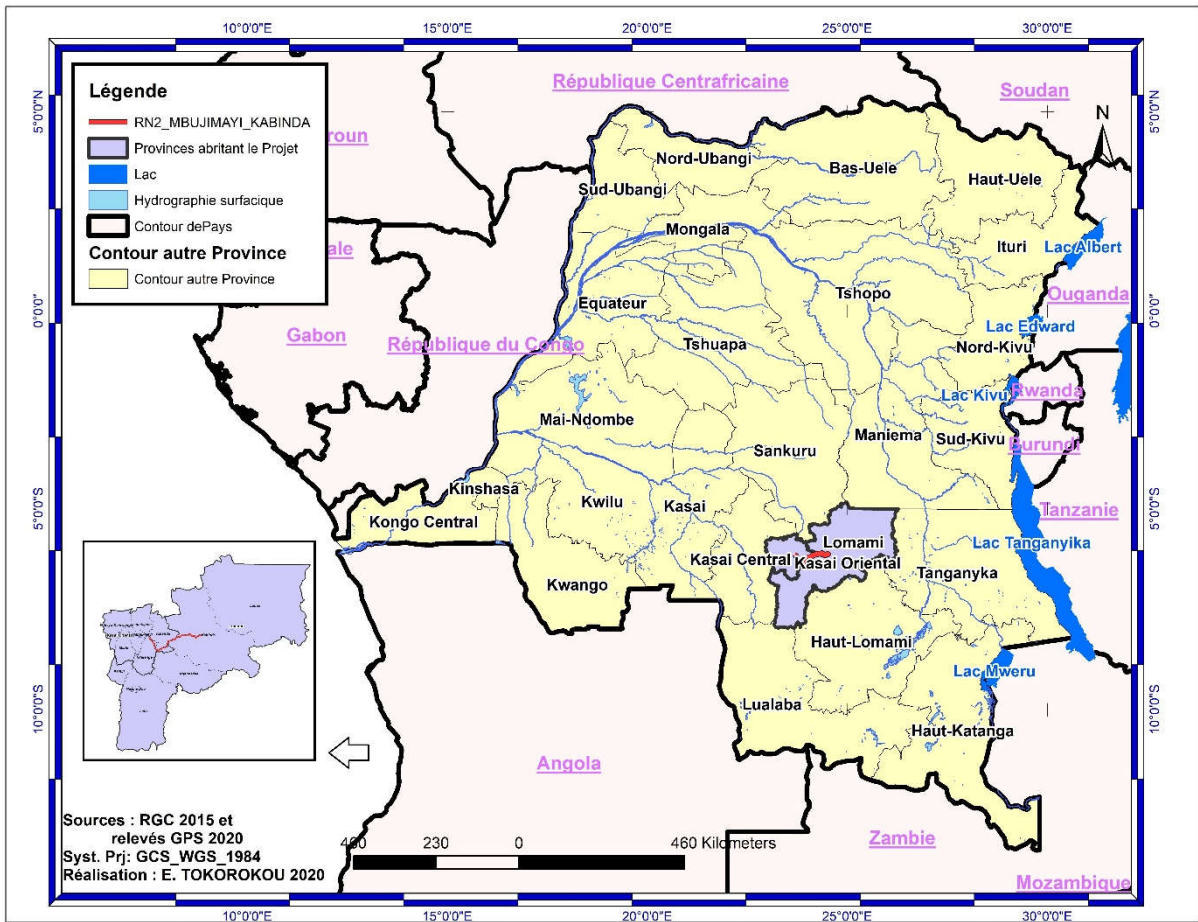 10°0'0"E 15°0'0"E 20°0'0"E 25°0'0"E 30°0'0"E
Légende
RN2_MBUJIMAYI_KABINDA
Provinces abritant le Projet
Lac
Hydrographie surfacique
Contour dePays
Contour autre Province
Contour autre Province
République Centrafricaine
Soudan
N
5°0'0"N
5°0'0"N
roun
Nord-Ubangi
Bas-Uele
Haut-Uele
Sud-Ubangi
Mongala
Ituri
Lac Albert
ale
Ouganda
Equateur
Tshopo
0°0'0"
0°0'0"
Gabon
République du Congo
Tshuapa
Lac Edward
Nord-Kivu
Lac Kivu
Rwanda
Mai-Ndombe
Maniema
Sud-Kivu
Burundi
Sankuru
Kinshasa
Kwilu
Kasai
5°0'0"S
5°0'0"S
Kongo Central
Tanzanie
Lomami
Lac Tanganyika
Kasai Central
Kasai Oriental
Tanganyka
Kwango
Haut-Lomami
Lac Mweru
10°0'0"S
10°0'0"S
Lualaba
Haut-Katanga
Angola
Sources : RGC 2015 et
relevés GPS 2020
Syst. Prj: GCS_WGS_1984
Réalisation : E. TOKOROKOU 2020
460 230 0 460 Kilometers
Zambie
Mozambique
10°0'0"E 15°0'0"E 20°0'0"E 25°0'0"E 30°0'0"E